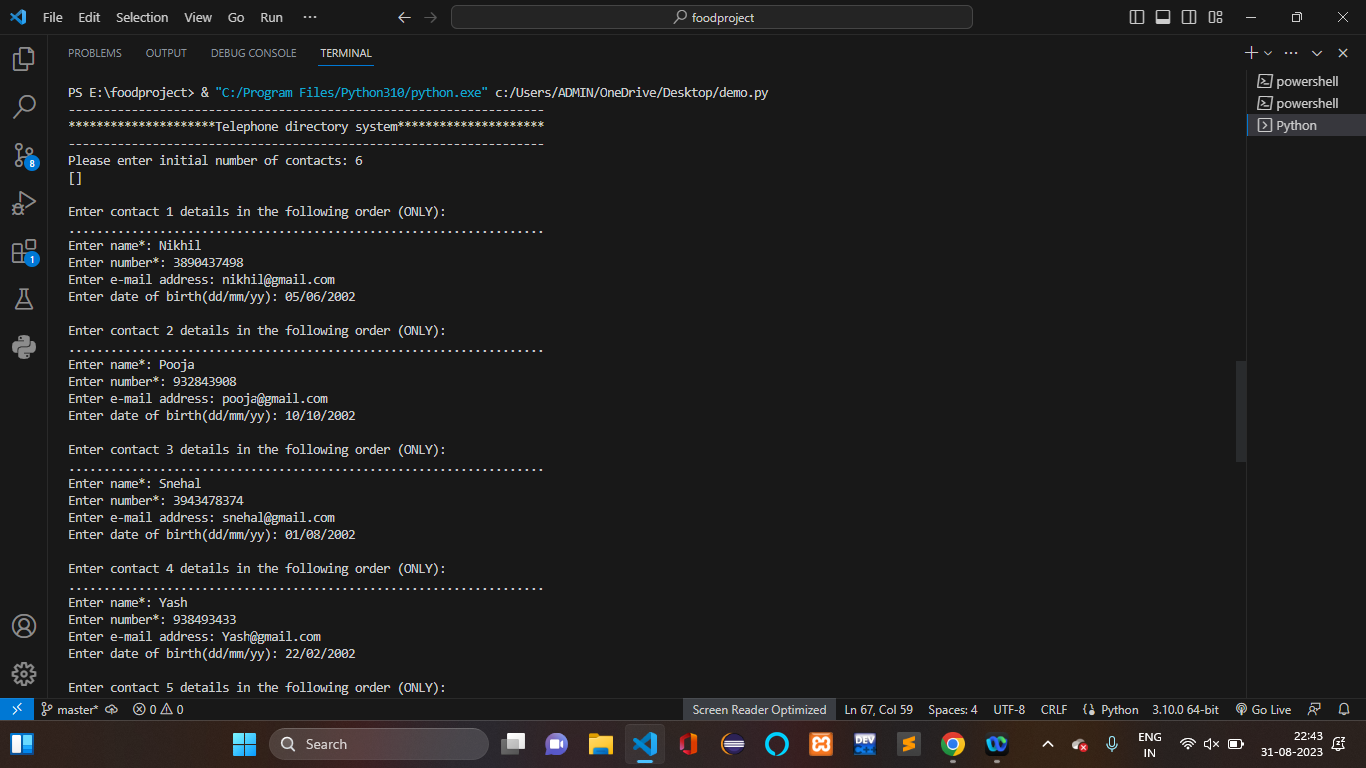 File Edit Selection View Go Run ··· foodproject
PROBLEMS OUTPUT DEBUG CONSOLE TERMINAL
PS E:\foodproject> & "C:/Program Files/Python310/python.exe" c:/Users/ADMIN/OneDrive/Desktop/demo.py
--------------------------------------------------------------------
*********************Telephone directory system*********************
--------------------------------------------------------------------
Please enter initial number of contacts: 6
[]
Enter contact 1 details in the following order (ONLY):
....................................................................
Enter name*: Nikhil
Enter number*: 3890437498
Enter e-mail address: nikhil@gmail.com
Enter date of birth(dd/mm/yy): 05/06/2002
Enter contact 2 details in the following order (ONLY):
....................................................................
Enter name*: Pooja
Enter number*: 932843908
Enter e-mail address: pooja@gmail.com
Enter date of birth(dd/mm/yy): 10/10/2002
Enter contact 3 details in the following order (ONLY):
....................................................................
Enter name*: Snehal
Enter number*: 3943478374
Enter e-mail address: snehal@gmail.com
Enter date of birth(dd/mm/yy): 01/08/2002
Enter contact 4 details in the following order (ONLY):
....................................................................
Enter name*: Yash
Enter number*: 938493433
Enter e-mail address: Yash@gmail.com
Enter date of birth(dd/mm/yy): 22/02/2002
Enter contact 5 details in the following order (ONLY):
powershell
powershell
Python
8
1
master* 0 0 Screen Reader Optimized Ln 67, Col 59 Spaces: 4 UTF-8 CRLF Python 3.10.0 64-bit Go Live
Search
DEV
ENG
IN
22:43
31-08-2023